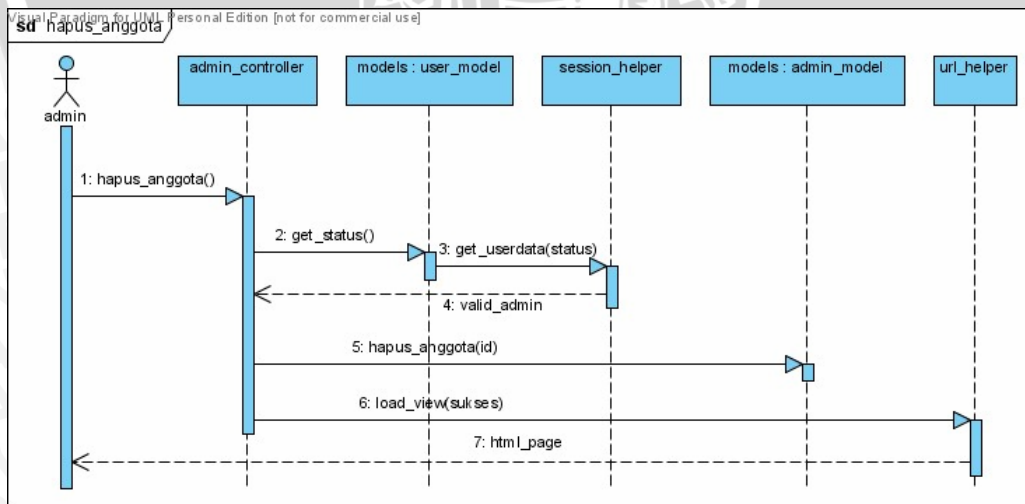 Visual Paradigm for UML Personal Edition [not for commercial use]
sd hapus_anggota
admin_controller
models : user_model
session_helper
models : admin_model
url_helper
admin
1: hapus_anggota()
2: get_status()
3: get_userdata(status)
4: valid_admin
5: hapus_anggota(id)
6: load_view(sukses)
7: html_page